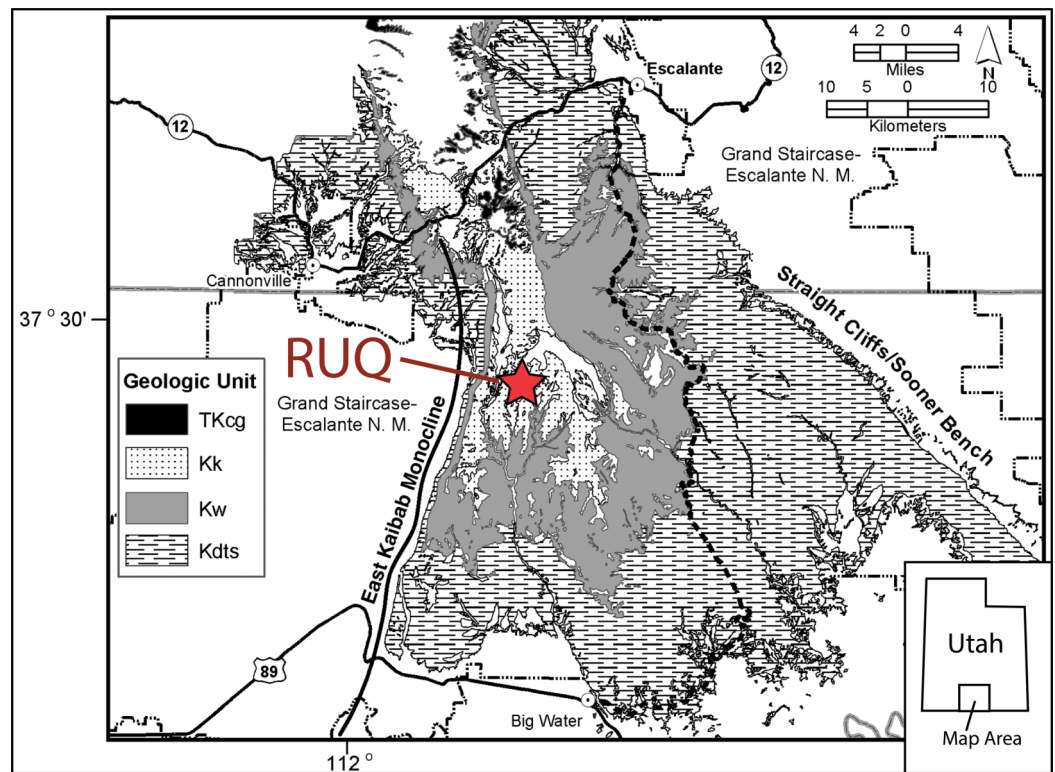 4 2 0 4
Miles
N
10 5 0 10
Kilometers
Escalante
12
12
Grand Staircase-
Escalante N. M.
Cannonville
Straight Cliffs/Sooner Bench
37 o 30'
RUQ
Grand Staircase-
Escalante N. M.
East Kaibab Monocline
Geologic Unit
TKcg
Kk
Kw
Kdts
89
Big Water
112 o
Utah
Map Area